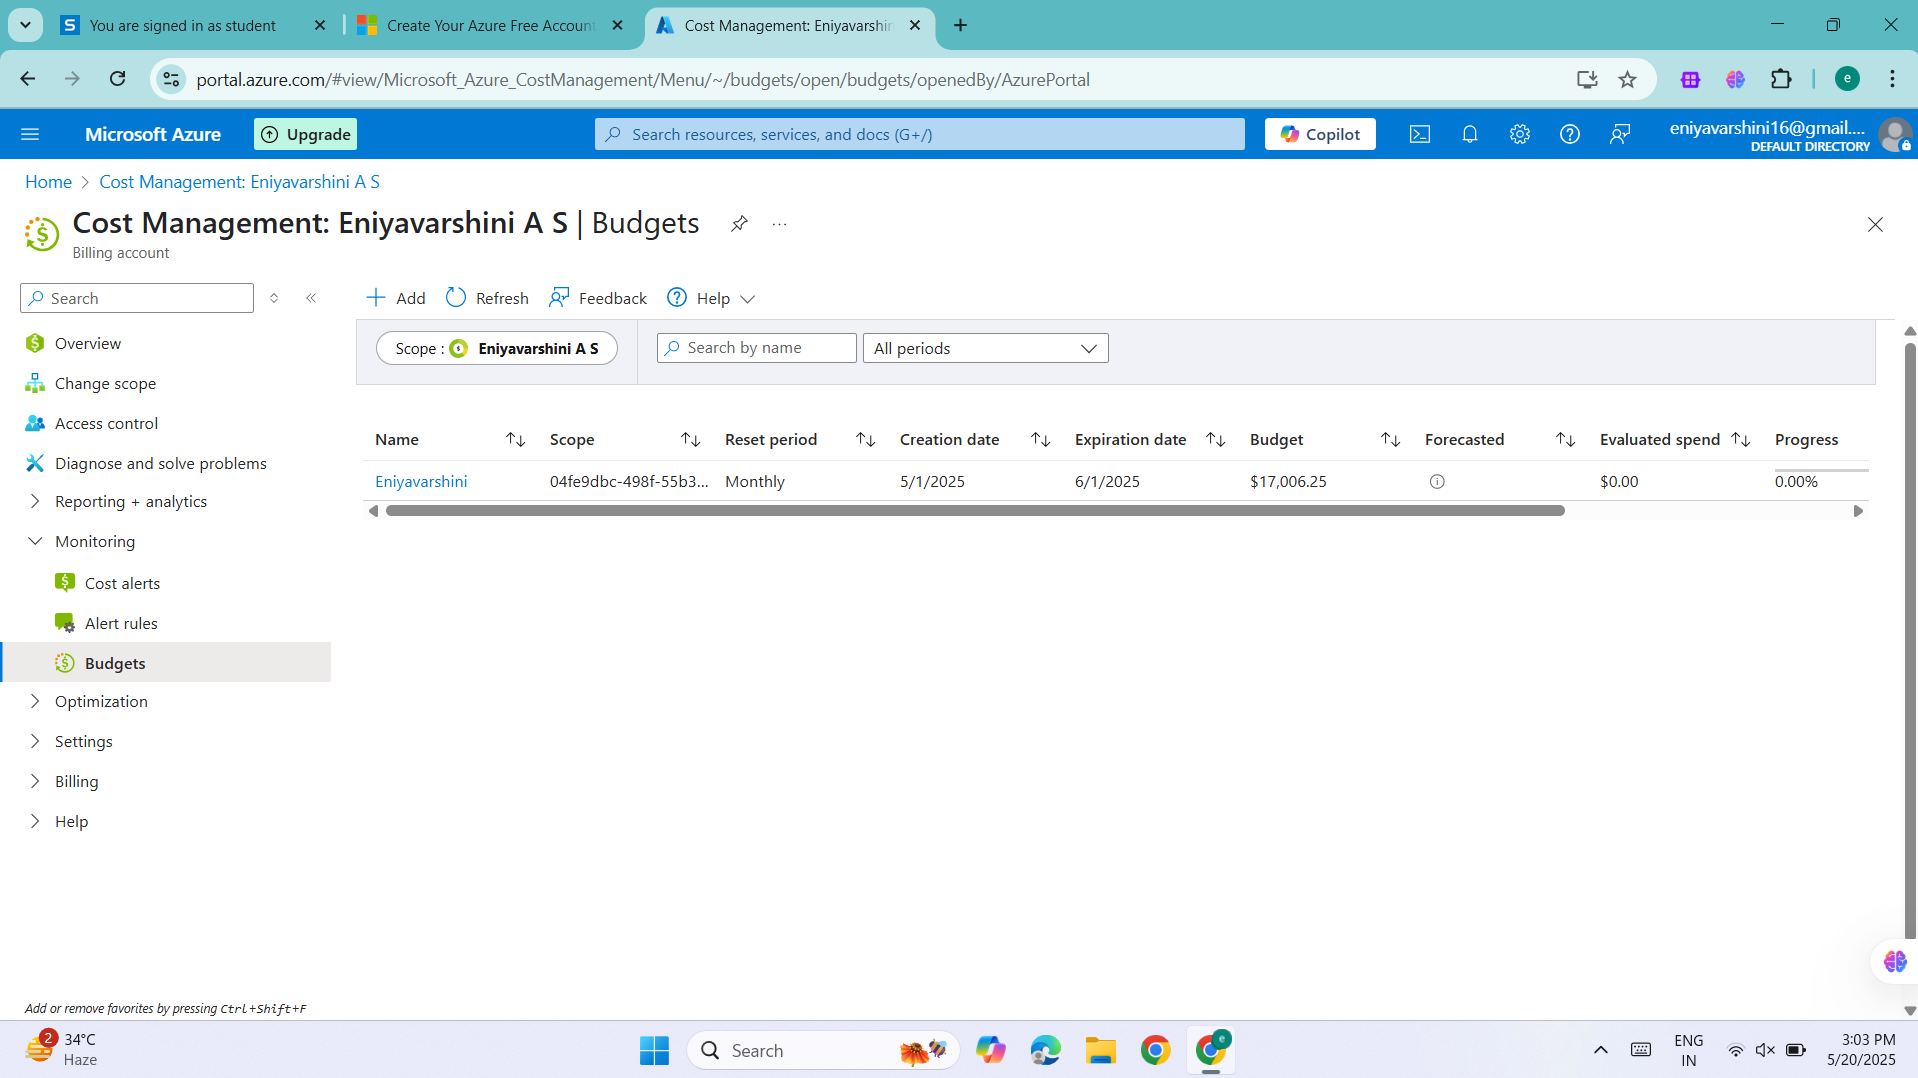 You are signed in as student
Create Your Azure Free Account
Cost Management: Eniyavarshin
portal.azure.com/#view/Microsoft_Azure_CostManagement/Menu/~/budgets/open/budgets/openedBy/AzurePortal
e
Microsoft Azure
Upgrade
Search resources, services, and docs (G+/)
Copilot
eniyavarshini16@gmail....
DEFAULT DIRECTORY
Home > Cost Management: Eniyavarshini A S
Cost Management: Eniyavarshini A S | Budgets
Billing account
Search
Add Refresh Feedback Help
Scope : Eniyavarshini A S
Search by name
All periods
Overview
Change scope
Access control
Diagnose and solve problems
Reporting + analytics
Monitoring
Cost alerts
Alert rules
Budgets
Optimization
Settings
Billing
Help
Name Scope Reset period Creation date Expiration date Budget Forecasted Evaluated spend Progress
Eniyavarshini 04fe9dbc-498f-55b3... Monthly 5/1/2025 6/1/2025 $17,006.25 $0.00 0.00%
Add or remove favorites by pressing Ctrl+Shift+F
2
34°C
Haze
Search
e
ENG
IN
3:03 PM
5/20/2025